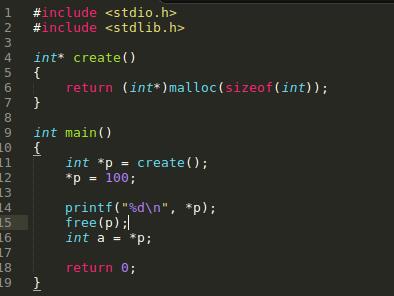 1 #include <stdio.h>
2 #include <stdlib.h>
3
4 int* create()
5 {
6 return (int*)malloc(sizeof(int));
7 }
8
9 int main()
10 {
11 int *p = create();
12 *p = 100;
13
14 printf("%d\n", *p);
15 free(p);
16 int a = *p;
17
18 return 0;
19 }